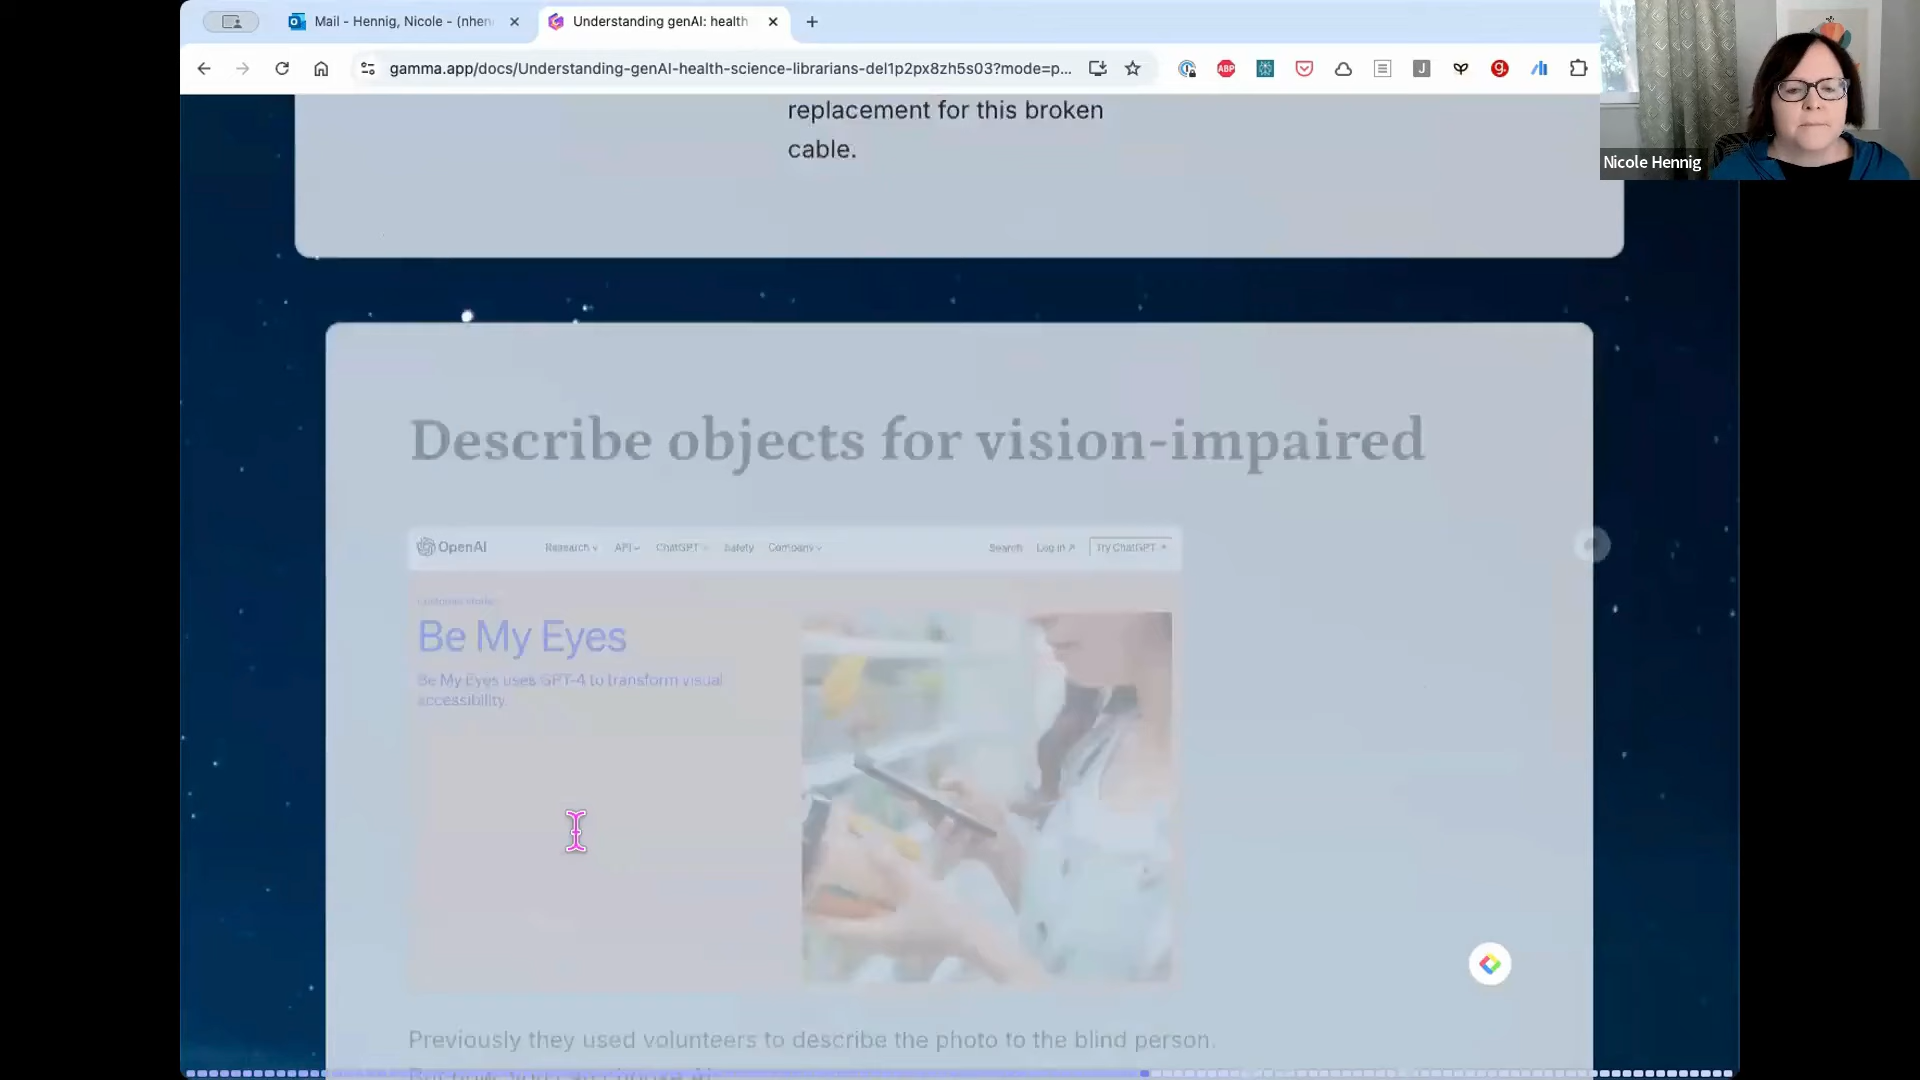 Mail - Hennig, Nicole - (nhen
Understanding genAI: health
gamma.app/docs/Understanding-genAI-health-science-librarians-del1p2px8zh5s03?mode=p...
ABP
J
g.
Nicole Hennig
replacement for this broken
cable.
Describe objects for vision-impaired
OpenAI Research API ChatGPT Safety Company Search Log in Try ChatGPT
Be My Eyes
Be My Eyes uses GPT-4 to transform visual
accessibility.
Previously they used volunteers to describe the photo to the blind person.